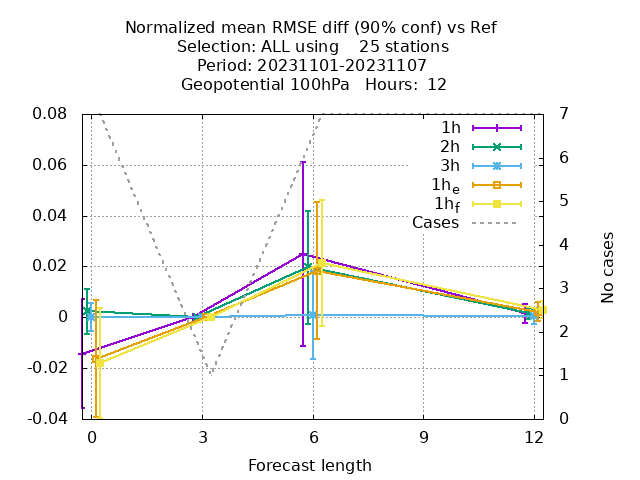 Normalized mean RMSE diff (90% conf) vs Ref
Selection: ALL using    25 stations
Period: 20231101-20231107
Geopotential 100hPa   Hours:  12
0.08
0.06
0.04
0.02
0
-0.02
-0.04
7
6
5
4
3
2
1
0
1h
2h
3h
1he
1hf
Cases
No cases
0
3
6
9
12
Forecast length